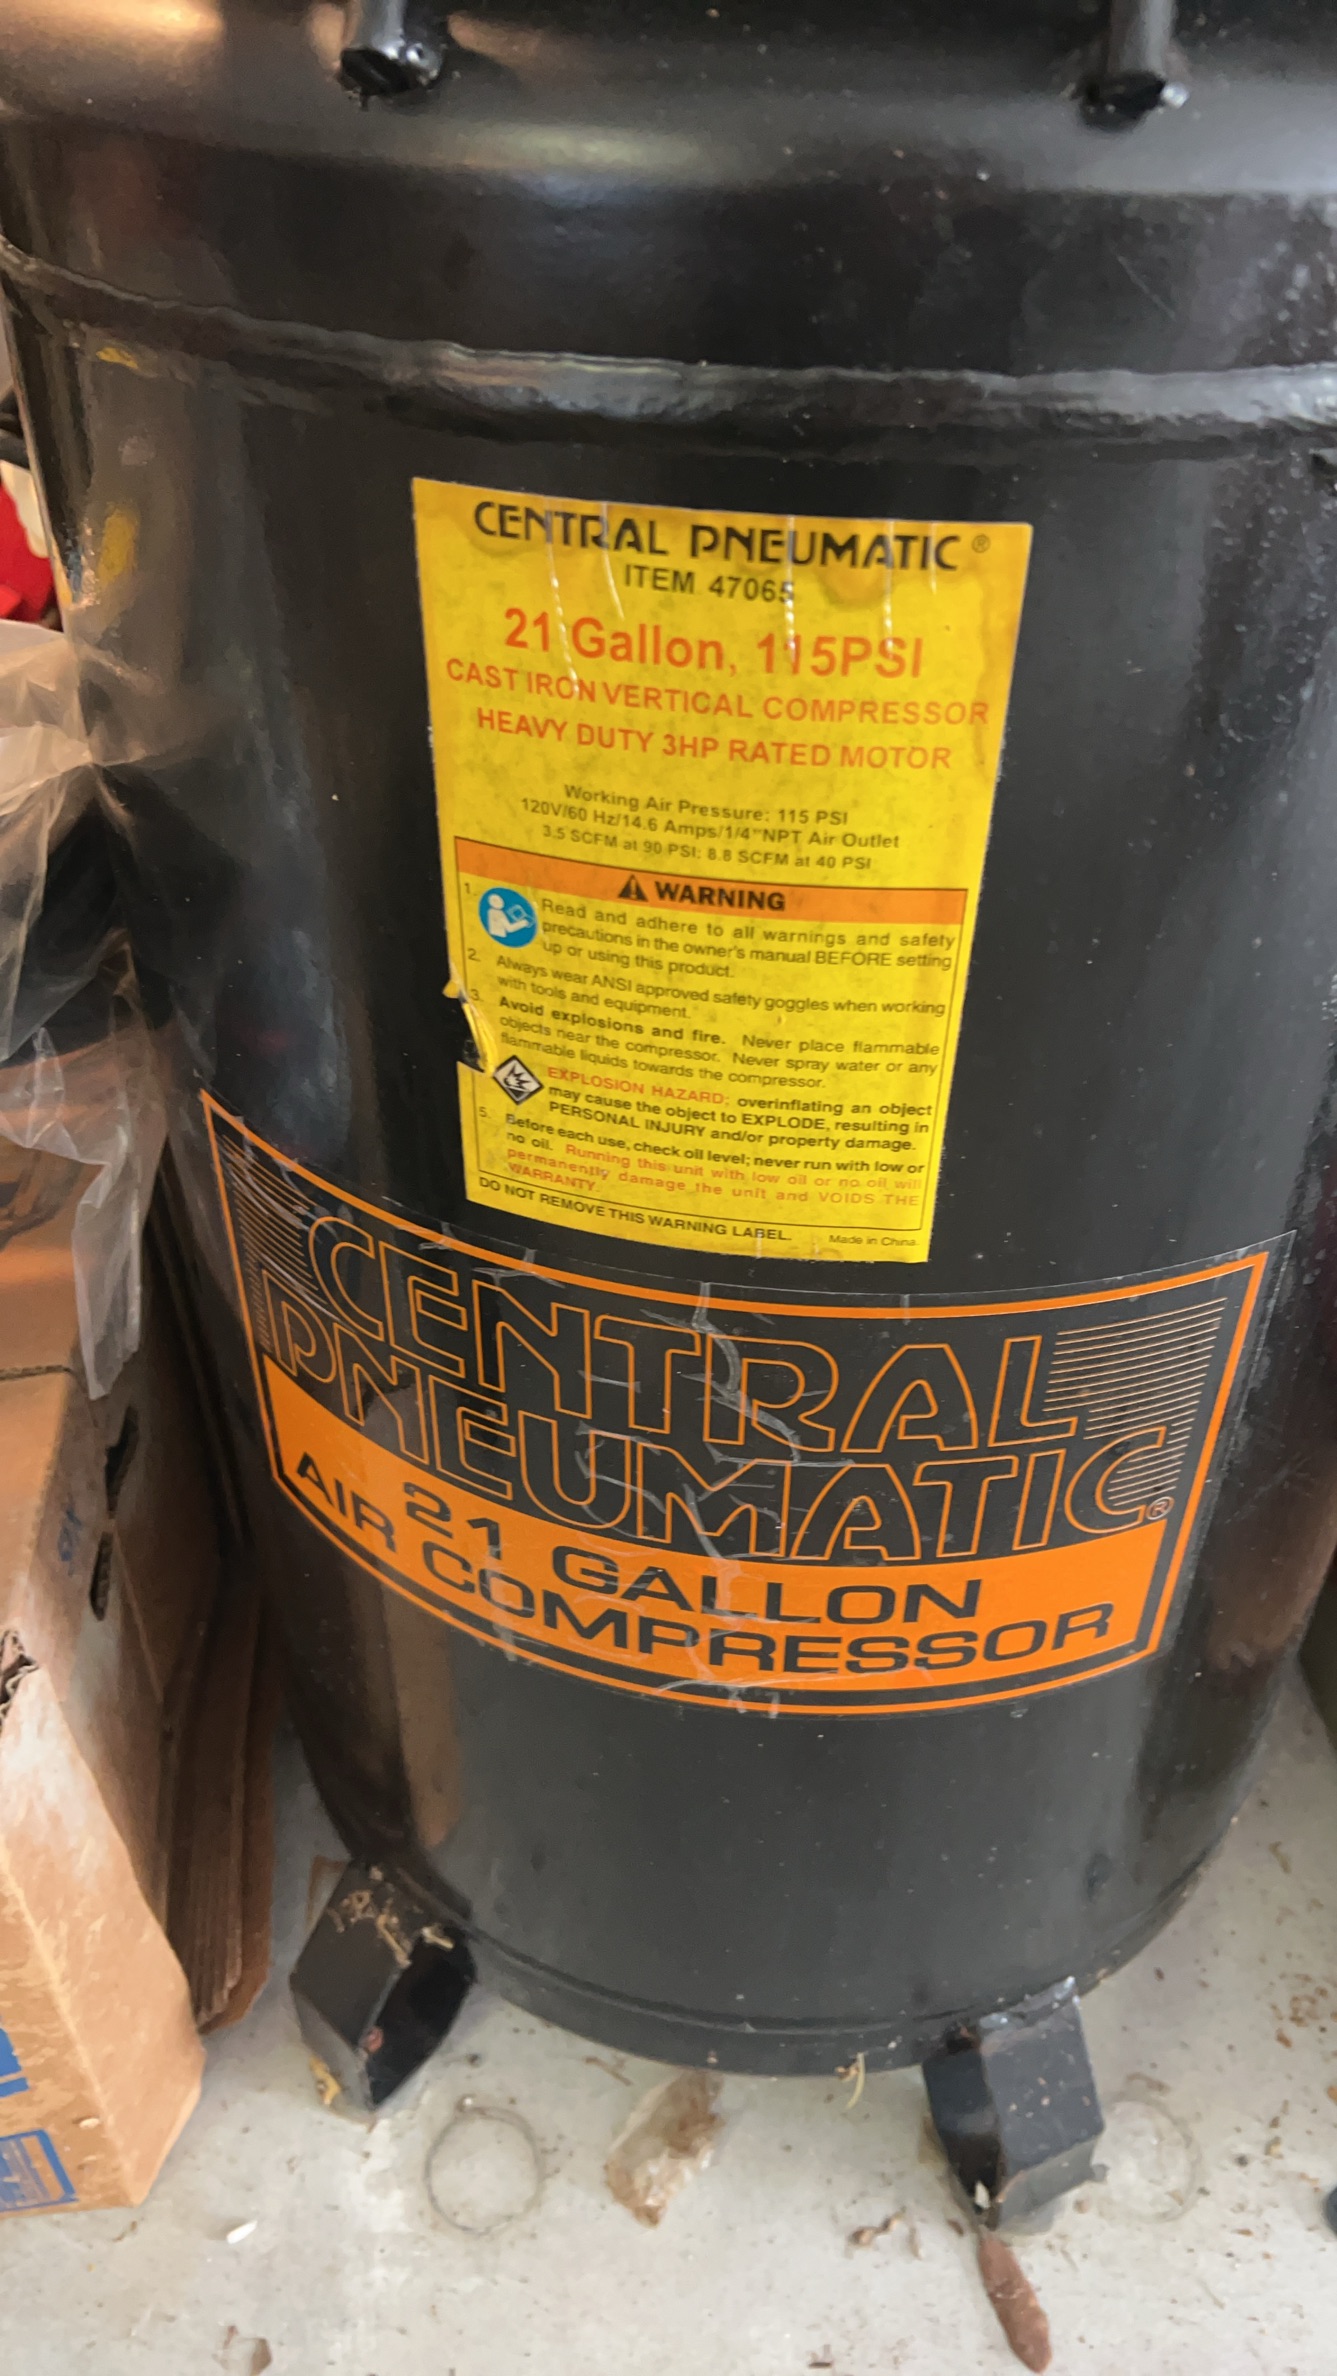 CENTRAL PNEUMATIC ®
ITEM 47065
21 Gallon, 115PSI
CAST IRON VERTICAL COMPRESSOR
HEAVY DUTY 3HP RATED MOTOR
Working Air Pressure: 115 PSI
120V/60 Hz/14.6 Amps/1/4"NPT Air Outlet
3.5 SCFM at 90 PSI; 8.8 SCFM at 40 PSI
WARNING
1. Read and adhere to all warnings and safety
precautions in the owner's manual BEFORE setting
up or using this product.
2. Always wear ANSI approved safety goggles when working
with tools and equipment.
3. Avoid explosions and fire. Never place flammable
objects near the compressor. Never spray water or any
flammable liquids towards the compressor.
EXPLOSION HAZARD: overinflating an object
may cause the object to EXPLODE, resulting in
PERSONAL INJURY and/or property damage.
5. Before each use, check oil level; never run with low or
no oil. Running this unit with low oil or no oil will
permanently damage the unit and VOIDS THE
WARRANTY.
DO NOT REMOVE THIS WARNING LABEL. Made in China.
CENTRAL
PNEUMATIC®
21 GALLON
AIR COMPRESSOR